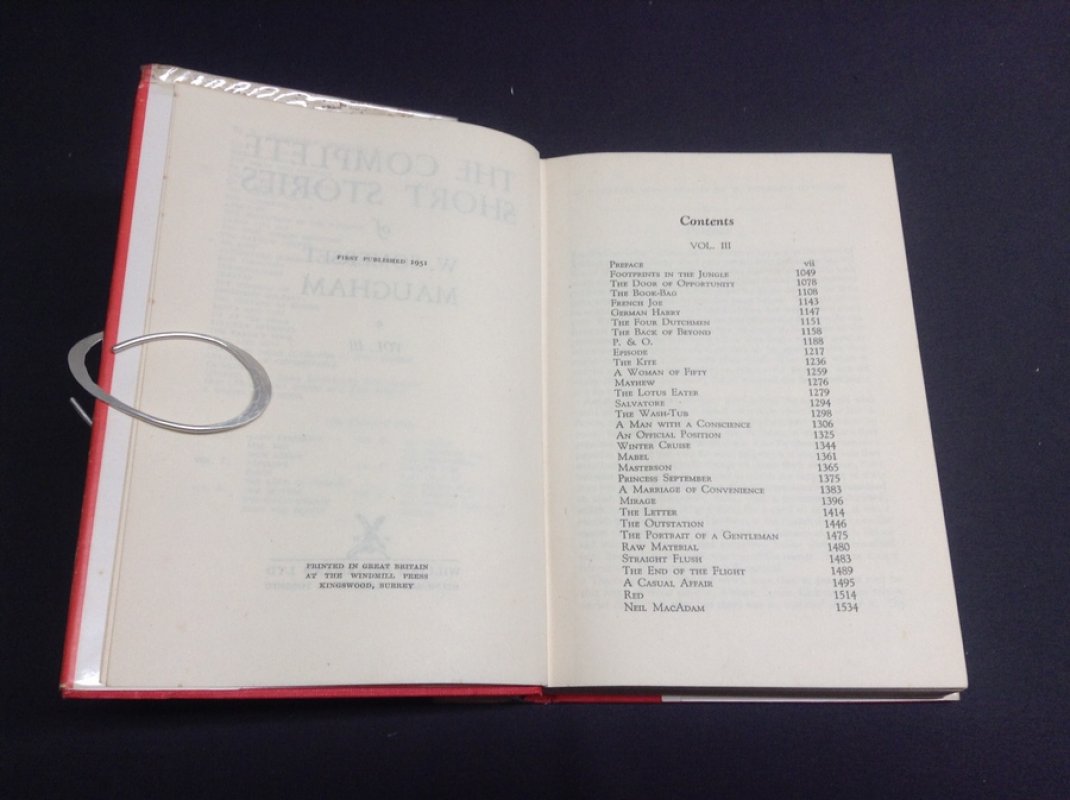 FIRST PUBLISHED 1951
PRINTED IN GREAT BRITAIN
AT THE WINDMILL PRESS
KINGSWOOD, SURREY
Contents
VOL. III
PREFACE vii
FOOTPRINTS IN THE JUNGLE 1049
THE DOOR OF OPPORTUNITY 1078
THE BOOK-BAG 1108
FRENCH JOE 1143
GERMAN HARRY 1147
THE FOUR DUTCHMEN 1151
THE BACK OF BEYOND 1158
P. & O. 1188
EPISODE 1217
THE KITE 1236
A WOMAN OF FIFTY 1259
MAYHEW 1276
THE LOTUS EATER 1279
SALVATORE 1294
THE WASH-TUB 1298
A MAN WITH A CONSCIENCE 1306
AN OFFICIAL POSITION 1325
WINTER CRUISE 1344
MABEL 1361
MASTERSON 1365
PRINCESS SEPTEMBER 1375
A MARRIAGE OF CONVENIENCE 1383
MIRAGE 1396
THE LETTER 1414
THE OUTSTATION 1446
THE PORTRAIT OF A GENTLEMAN 1475
RAW MATERIAL 1480
STRAIGHT FLUSH 1483
THE END OF THE FLIGHT 1489
A CASUAL AFFAIR 1495
RED 1514
NEIL MACADAM 1534